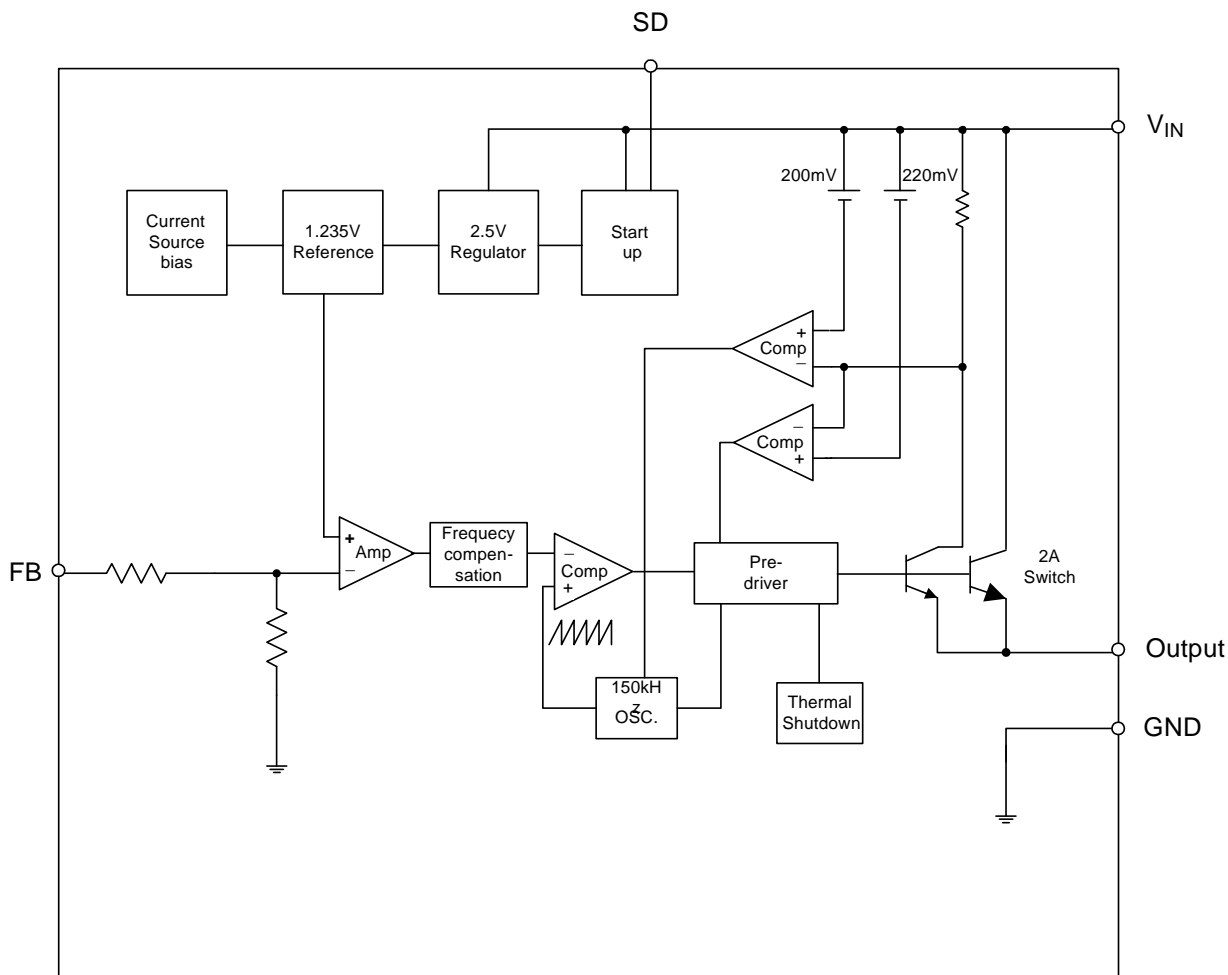 SD
V_IN
200mV
220mV
Current
Source
bias
1.235V
Reference
2.5V
Regulator
Start
up
+
Comp
−
−
Comp
+
FB
+
Amp
−
Frequecy
compen-
sation
−
Comp
+
Pre-
driver
2A
Switch
Output
150kH
z
OSC.
Thermal
Shutdown
GND